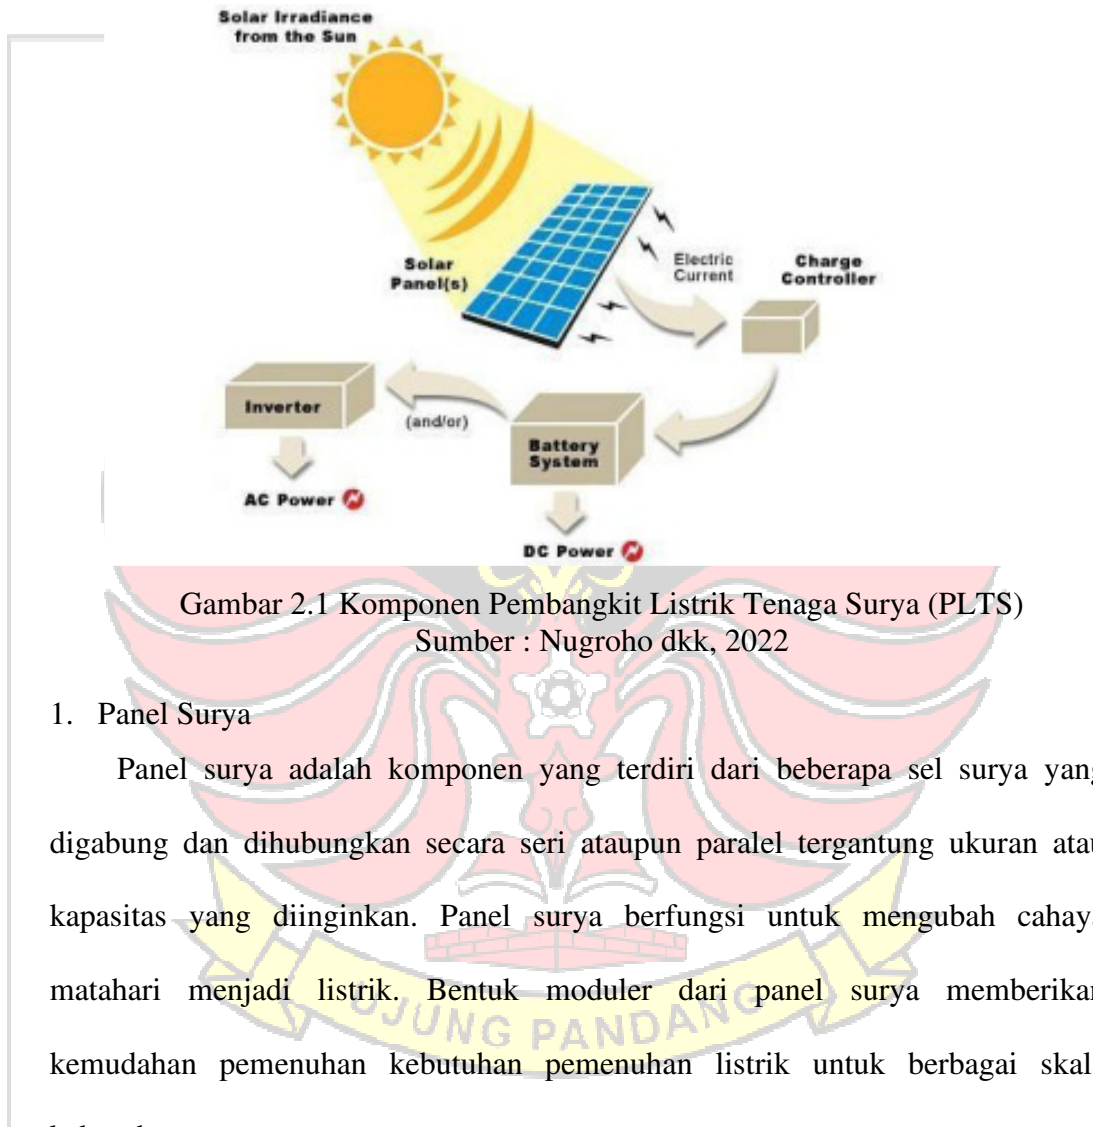 Solar Irradiance
from the Sun
Solar
Panel(s)
Electric
Current
Charge
Controller
Inverter
(and/or)
Battery
System
AC Power
DC Power
Gambar 2.1 Komponen Pembangkit Listrik Tenaga Surya (PLTS)
Sumber : Nugroho dkk, 2022
1. Panel Surya
Panel surya adalah komponen yang terdiri dari beberapa sel surya yang
digabung dan dihubungkan secara seri ataupun paralel tergantung ukuran atau
kapasitas yang diinginkan. Panel surya berfungsi untuk mengubah cahaya
matahari menjadi listrik. Bentuk moduler dari panel surya memberikan
UJUNG PANDANG
kemudahan pemenuhan kebutuhan pemenuhan listrik untuk berbagai skal